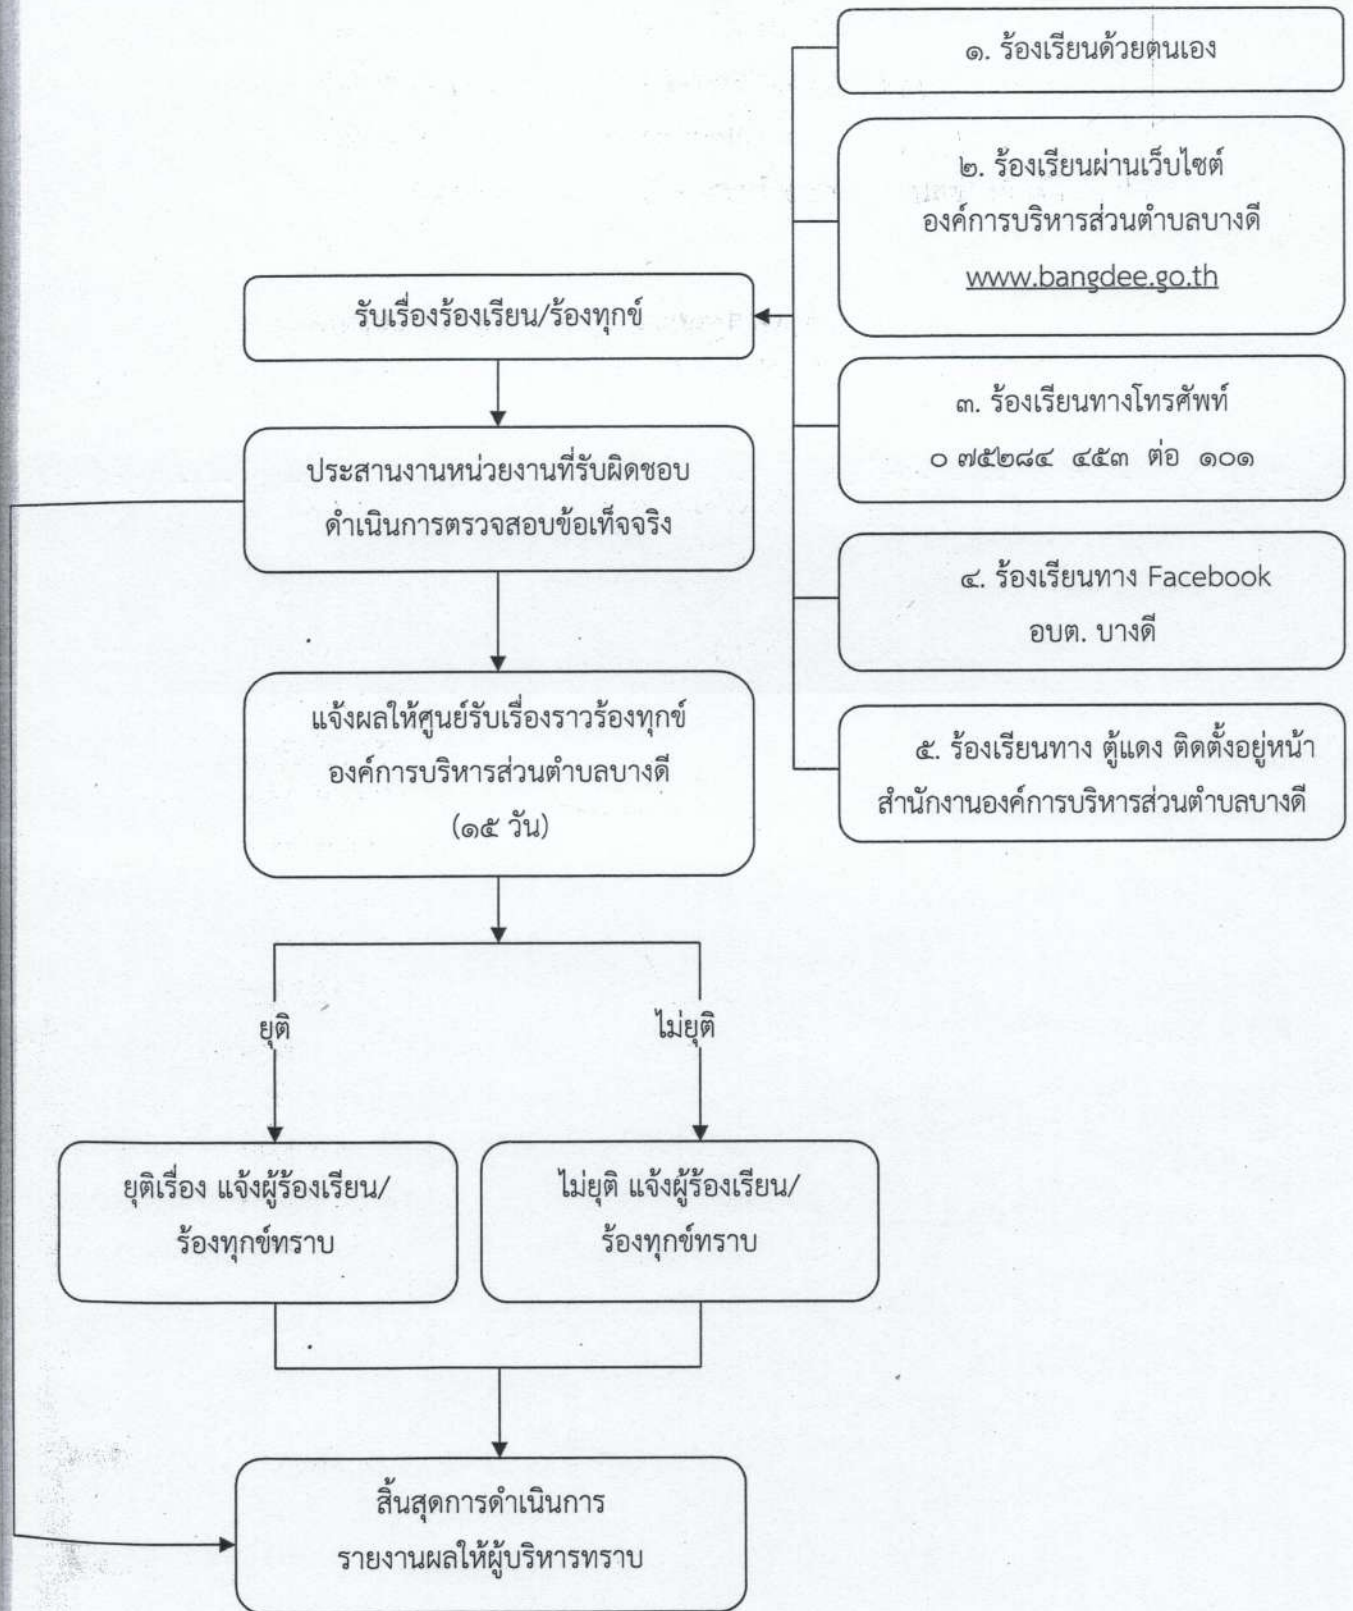 ๑. ร้องเรียนด้วยตนเอง
๒. ร้องเรียนผ่านเว็บไซต์
องค์การบริหารส่วนตำบลบางดี
www.bangdee.go.th
๓. ร้องเรียนทางโทรศัพท์
๐ ๗๕๒๘๔ ๔๕๓ ต่อ ๑๐๑
๔. ร้องเรียนทาง Facebook
อบต. บางดี
๕. ร้องเรียนทาง ตู้แดง ติดตั้งอยู่หน้า
สำนักงานองค์การบริหารส่วนตำบลบางดี
รับเรื่องร้องเรียน/ร้องทุกข์
ประสานงานหน่วยงานที่รับผิดชอบ
ดำเนินการตรวจสอบข้อเท็จจริง
แจ้งผลให้ศูนย์รับเรื่องราวร้องทุกข์
องค์การบริหารส่วนตำบลบางดี
(๑๕ วัน)
ยุติ
ไม่ยุติ
ยุติเรื่อง แจ้งผู้ร้องเรียน/
ร้องทุกข์ทราบ
ไม่ยุติ แจ้งผู้ร้องเรียน/
ร้องทุกข์ทราบ
สิ้นสุดการดำเนินการ
รายงานผลให้ผู้บริหารทราบ